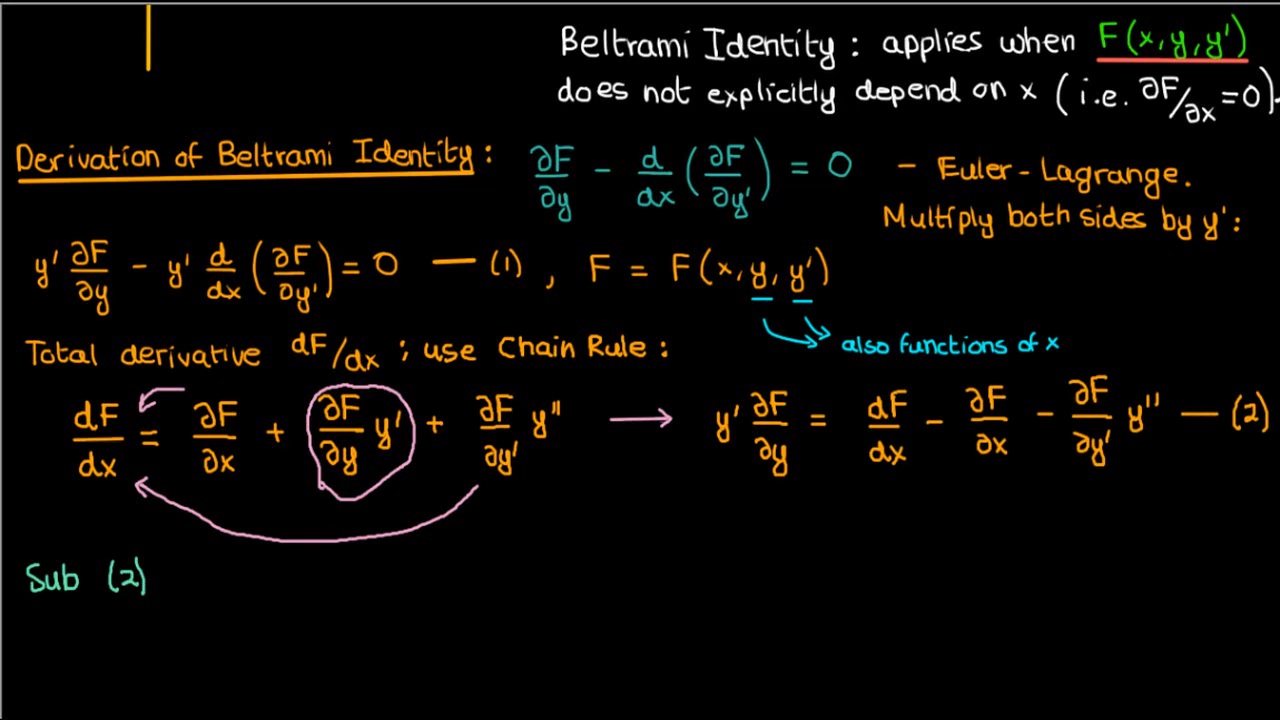 Beltrami Identity : applies when F(x,y,y')
does not explicitly depend on x (i.e. ∂F/∂x = 0).
Derivation of Beltrami Identity : ∂F/∂y - d/dx (∂F/∂y') = 0 - Euler-Lagrange.
Multiply both sides by y' :
y' ∂F/∂y - y' d/dx (∂F/∂y') = 0 — (1) , F = F(x, y, y')
also functions of x
Total derivative dF/dx ; use Chain Rule :
dF/dx = ∂F/∂x + ∂F/∂y y' + ∂F/∂y' y'' → y' ∂F/∂y = dF/dx - ∂F/∂x - ∂F/∂y' y'' — (2)
Sub (2)